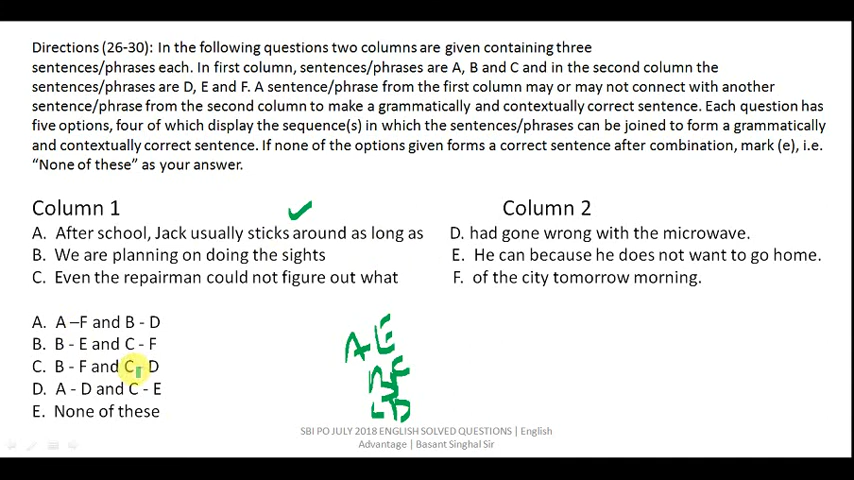 Directions (26-30): In the following questions two columns are given containing three
sentences/phrases each. In first column, sentences/phrases are A, B and C and in the second column the
sentences/phrases are D, E and F. A sentence/phrase from the first column may or may not connect with another
sentence/phrase from the second column to make a grammatically and contextually correct sentence. Each question has
five options, four of which display the sequence(s) in which the sentences/phrases can be joined to form a grammatically
and contextually correct sentence. If none of the options given forms a correct sentence after combination, mark (e), i.e.
“None of these” as your answer.
Column 1 Column 2
A. After school, Jack usually sticks around as long as D. had gone wrong with the microwave.
B. We are planning on doing the sights E. He can because he does not want to go home.
C. Even the repairman could not figure out what F. of the city tomorrow morning.
A. A –F and B - D
B. B - E and C - F
C. B - F and C - D
D. A - D and C - E
E. None of these
A E
B F
C D
SBI PO JULY 2018 ENGLISH SOLVED QUESTIONS | English
Advantage | Basant Singhal Sir